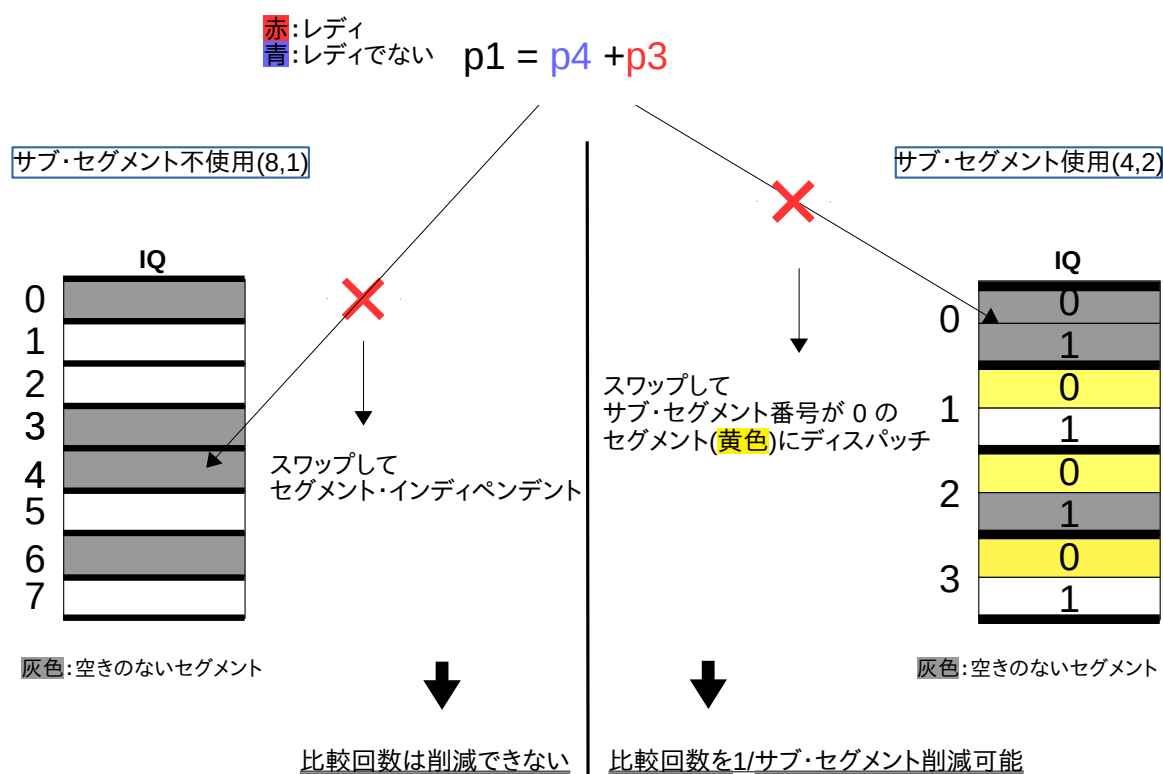 赤:レディ
青:レディでない
p1 = p4 +p3
サブ・セグメント不使用(8,1)
サブ・セグメント使用(4,2)
IQ
0
1
2
3
4
5
6
7
スワップして
セグメント・インディペンデント
スワップして
サブ・セグメント番号が 0 の
セグメント(黄色)にディスパッチ
IQ
0
0
1
1
0
1
2
0
1
3
0
1
灰色:空きのないセグメント
灰色:空きのないセグメント
比較回数は削減できない
比較回数を1/サブ・セグメント削減可能